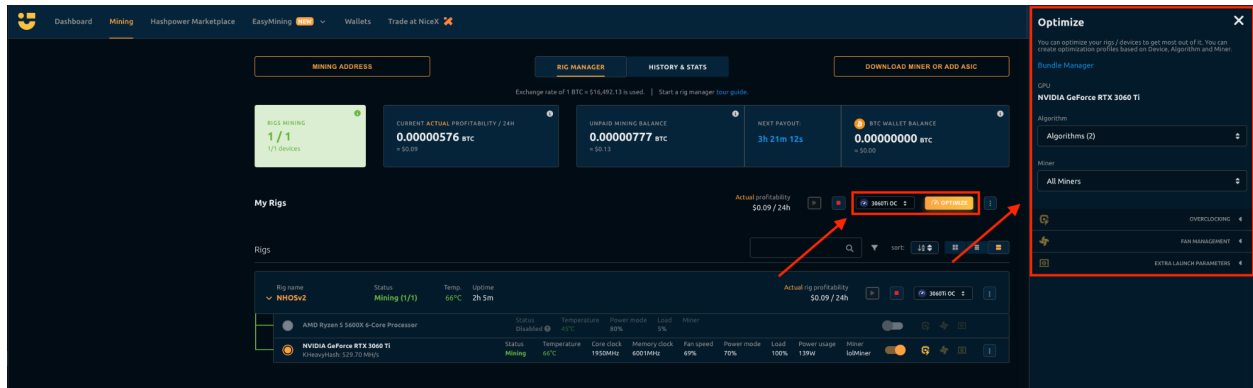 Dashboard Mining Hashpower Marketplace EasyMining NEW Wallets Trade at NiceX
MINING ADDRESS
RIG MANAGER HISTORY & STATS
DOWNLOAD MINER OR ADD ASIC
Exchange rate of 1 BTC = $16,492.13 is used. | Start a rig manager tour guide.
RIGS MINING
1 / 1
1/1 devices
CURRENT ACTUAL PROFITABILITY / 24H
0.00000576 BTC
≈ $0.09
UNPAID MINING BALANCE
0.00000777 BTC
≈ $0.13
NEXT PAYOUT:
3h 21m 12s
BTC WALLET BALANCE
0.00000000 BTC
≈ $0.00
My Rigs
Actual profitability
$0.09 / 24h
3060Ti OC
OPTIMIZE
Rigs
sort:
Rig name Status Temp. Uptime
NHOSv2 Mining (1/1) 66°C 2h 5m
Actual rig profitability
$0.09 / 24h
3060Ti OC
AMD Ryzen 5 5600X 6-Core Processor
Status Temperature Power mode Load Miner
Disabled 45°C 80% 5%
NVIDIA GeForce RTX 3060 Ti
KHeavyHash: 529.70 MH/s
Status Temperature Core clock Memory clock Fan speed Power mode Load Power usage Miner
Mining 66°C 1950MHz 6001MHz 69% 70% 100% 139W lolMiner
Optimize
You can optimize your rigs / devices to get most out of it. You can
create optimization profiles based on Device, Algorithm and Miner.
Bundle Manager
GPU
NVIDIA GeForce RTX 3060 Ti
Algorithm
Algorithms (2)
Miner
All Miners
OVERCLOCKING
FAN MANAGEMENT
EXTRA LAUNCH PARAMETERS